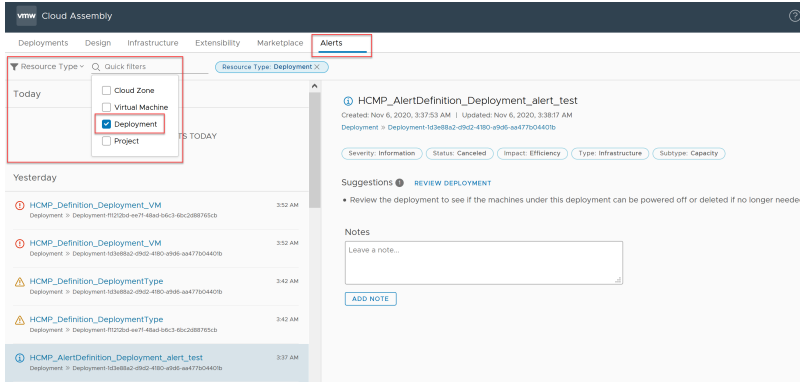 vmw Cloud Assembly
Deployments Design Infrastructure Extensibility Marketplace Alerts
Resource Type Quick filters Resource Type: Deployment
Cloud Zone
Virtual Machine
Deployment
Project
Today
TS TODAY
Yesterday
HCMP_Definition_Deployment_VM 3:52 AM
Deployment » Deployment-f11212bd-ee7f-48ad-b6c3-6bc2d88765cb
HCMP_Definition_Deployment_VM 3:52 AM
Deployment » Deployment-1d3e88a2-d9d2-4180-a9d6-aa477b04401b
HCMP_Definition_DeploymentType 3:42 AM
Deployment » Deployment-1d3e88a2-d9d2-4180-a9d6-aa477b04401b
HCMP_Definition_DeploymentType 3:42 AM
Deployment » Deployment-f11212bd-ee7f-48ad-b6c3-6bc2d88765cb
HCMP_AlertDefinition_Deployment_alert_test 3:37 AM
Deployment » Deployment-1d3e88a2-d9d2-4180-a9d6-aa477b04401b
HCMP_AlertDefinition_Deployment_alert_test
Created: Nov 6, 2020, 3:37:53 AM | Updated: Nov 6, 2020, 3:38:17 AM
Deployment » Deployment-1d3e88a2-d9d2-4180-a9d6-aa477b04401b
Severity: Information Status: Canceled Impact: Efficiency Type: Infrastructure Subtype: Capacity
Suggestions REVIEW DEPLOYMENT
• Review the deployment to see if the machines under this deployment can be powered off or deleted if no longer neede
Notes
Leave a note...
ADD NOTE